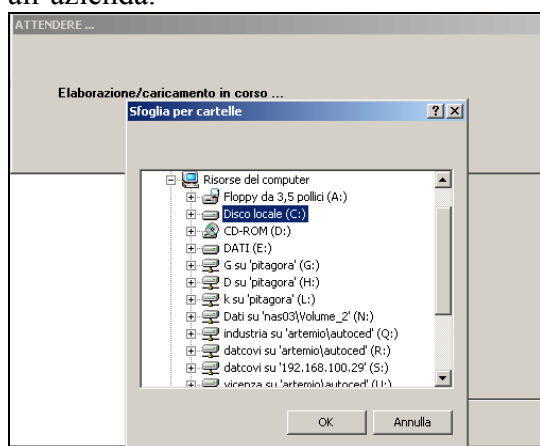 un'azienda.
ATTENDERE ...
Elaborazione/caricamento in corso ...
Sfoglia per cartelle
Risorse del computer
Floppy da 3,5 pollici (A:)
Disco locale (C:)
CD-ROM (D:)
DATI (E:)
G su 'pitagora' (G:)
D su 'pitagora' (H:)
k su 'pitagora' (L:)
Dati su 'nas03\Volume_2' (N:)
industria su 'artemio\autoced' (Q:)
datcovi su 'artemio\autoced' (R:)
datcovi su '192.168.100.29' (S:)
vicenza su 'artemio\autoced' (U:)
OK Annulla